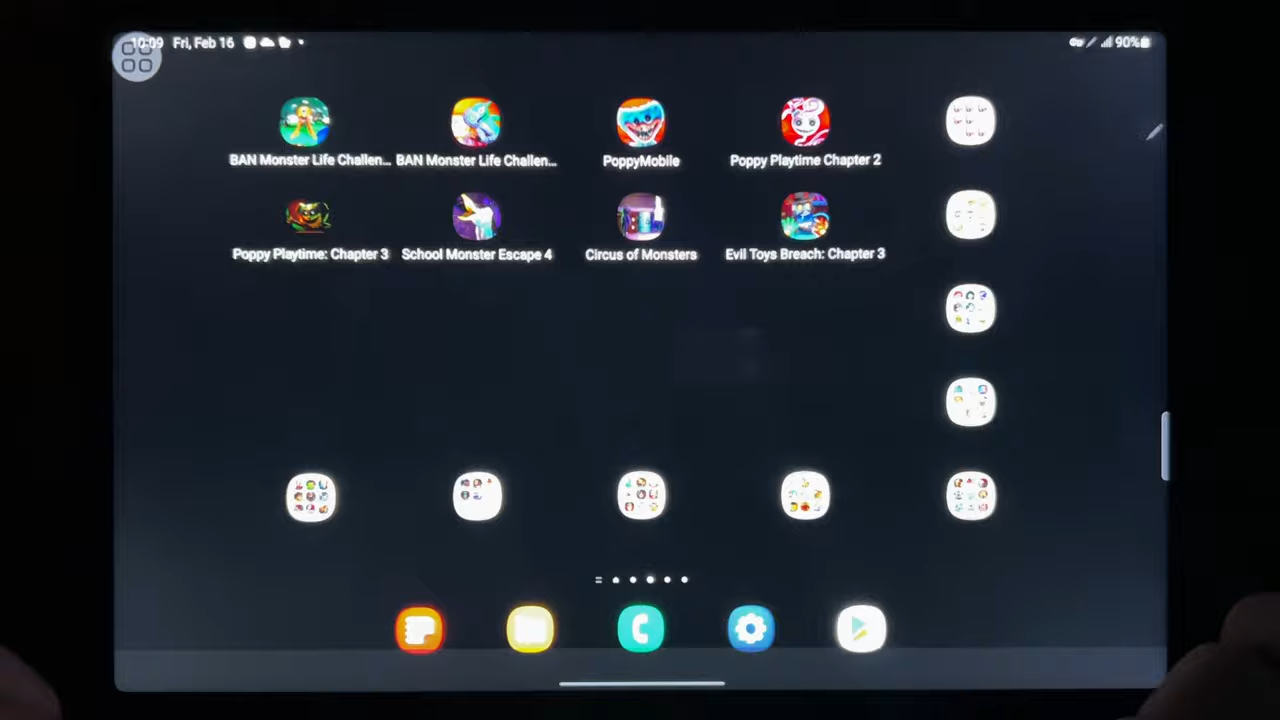 10:09 Fri, Feb 16 90%
BAN Monster Life Challen... BAN Monster Life Challen... PoppyMobile Poppy Playtime Chapter 2
Poppy Playtime: Chapter 3 School Monster Escape 4 Circus of Monsters Evil Toys Breach: Chapter 3